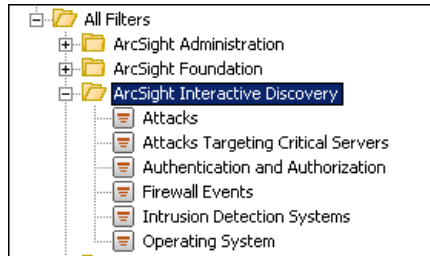 All Filters
ArcSight Administration
ArcSight Foundation
ArcSight Interactive Discovery
Attacks
Attacks Targeting Critical Servers
Authentication and Authorization
Firewall Events
Intrusion Detection Systems
Operating System